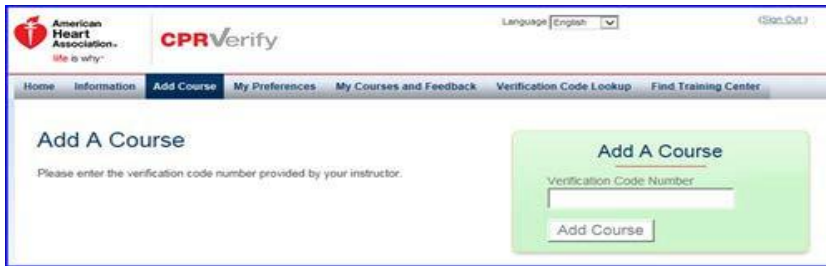 American
Heart
Association®
life is why™
CPRVerify
Language English
(Sign Out)
Home Information Add Course My Preferences My Courses and Feedback Verification Code Lookup Find Training Center
Add A Course
Please enter the verification code number provided by your instructor.
Add A Course
Verification Code Number
Add Course